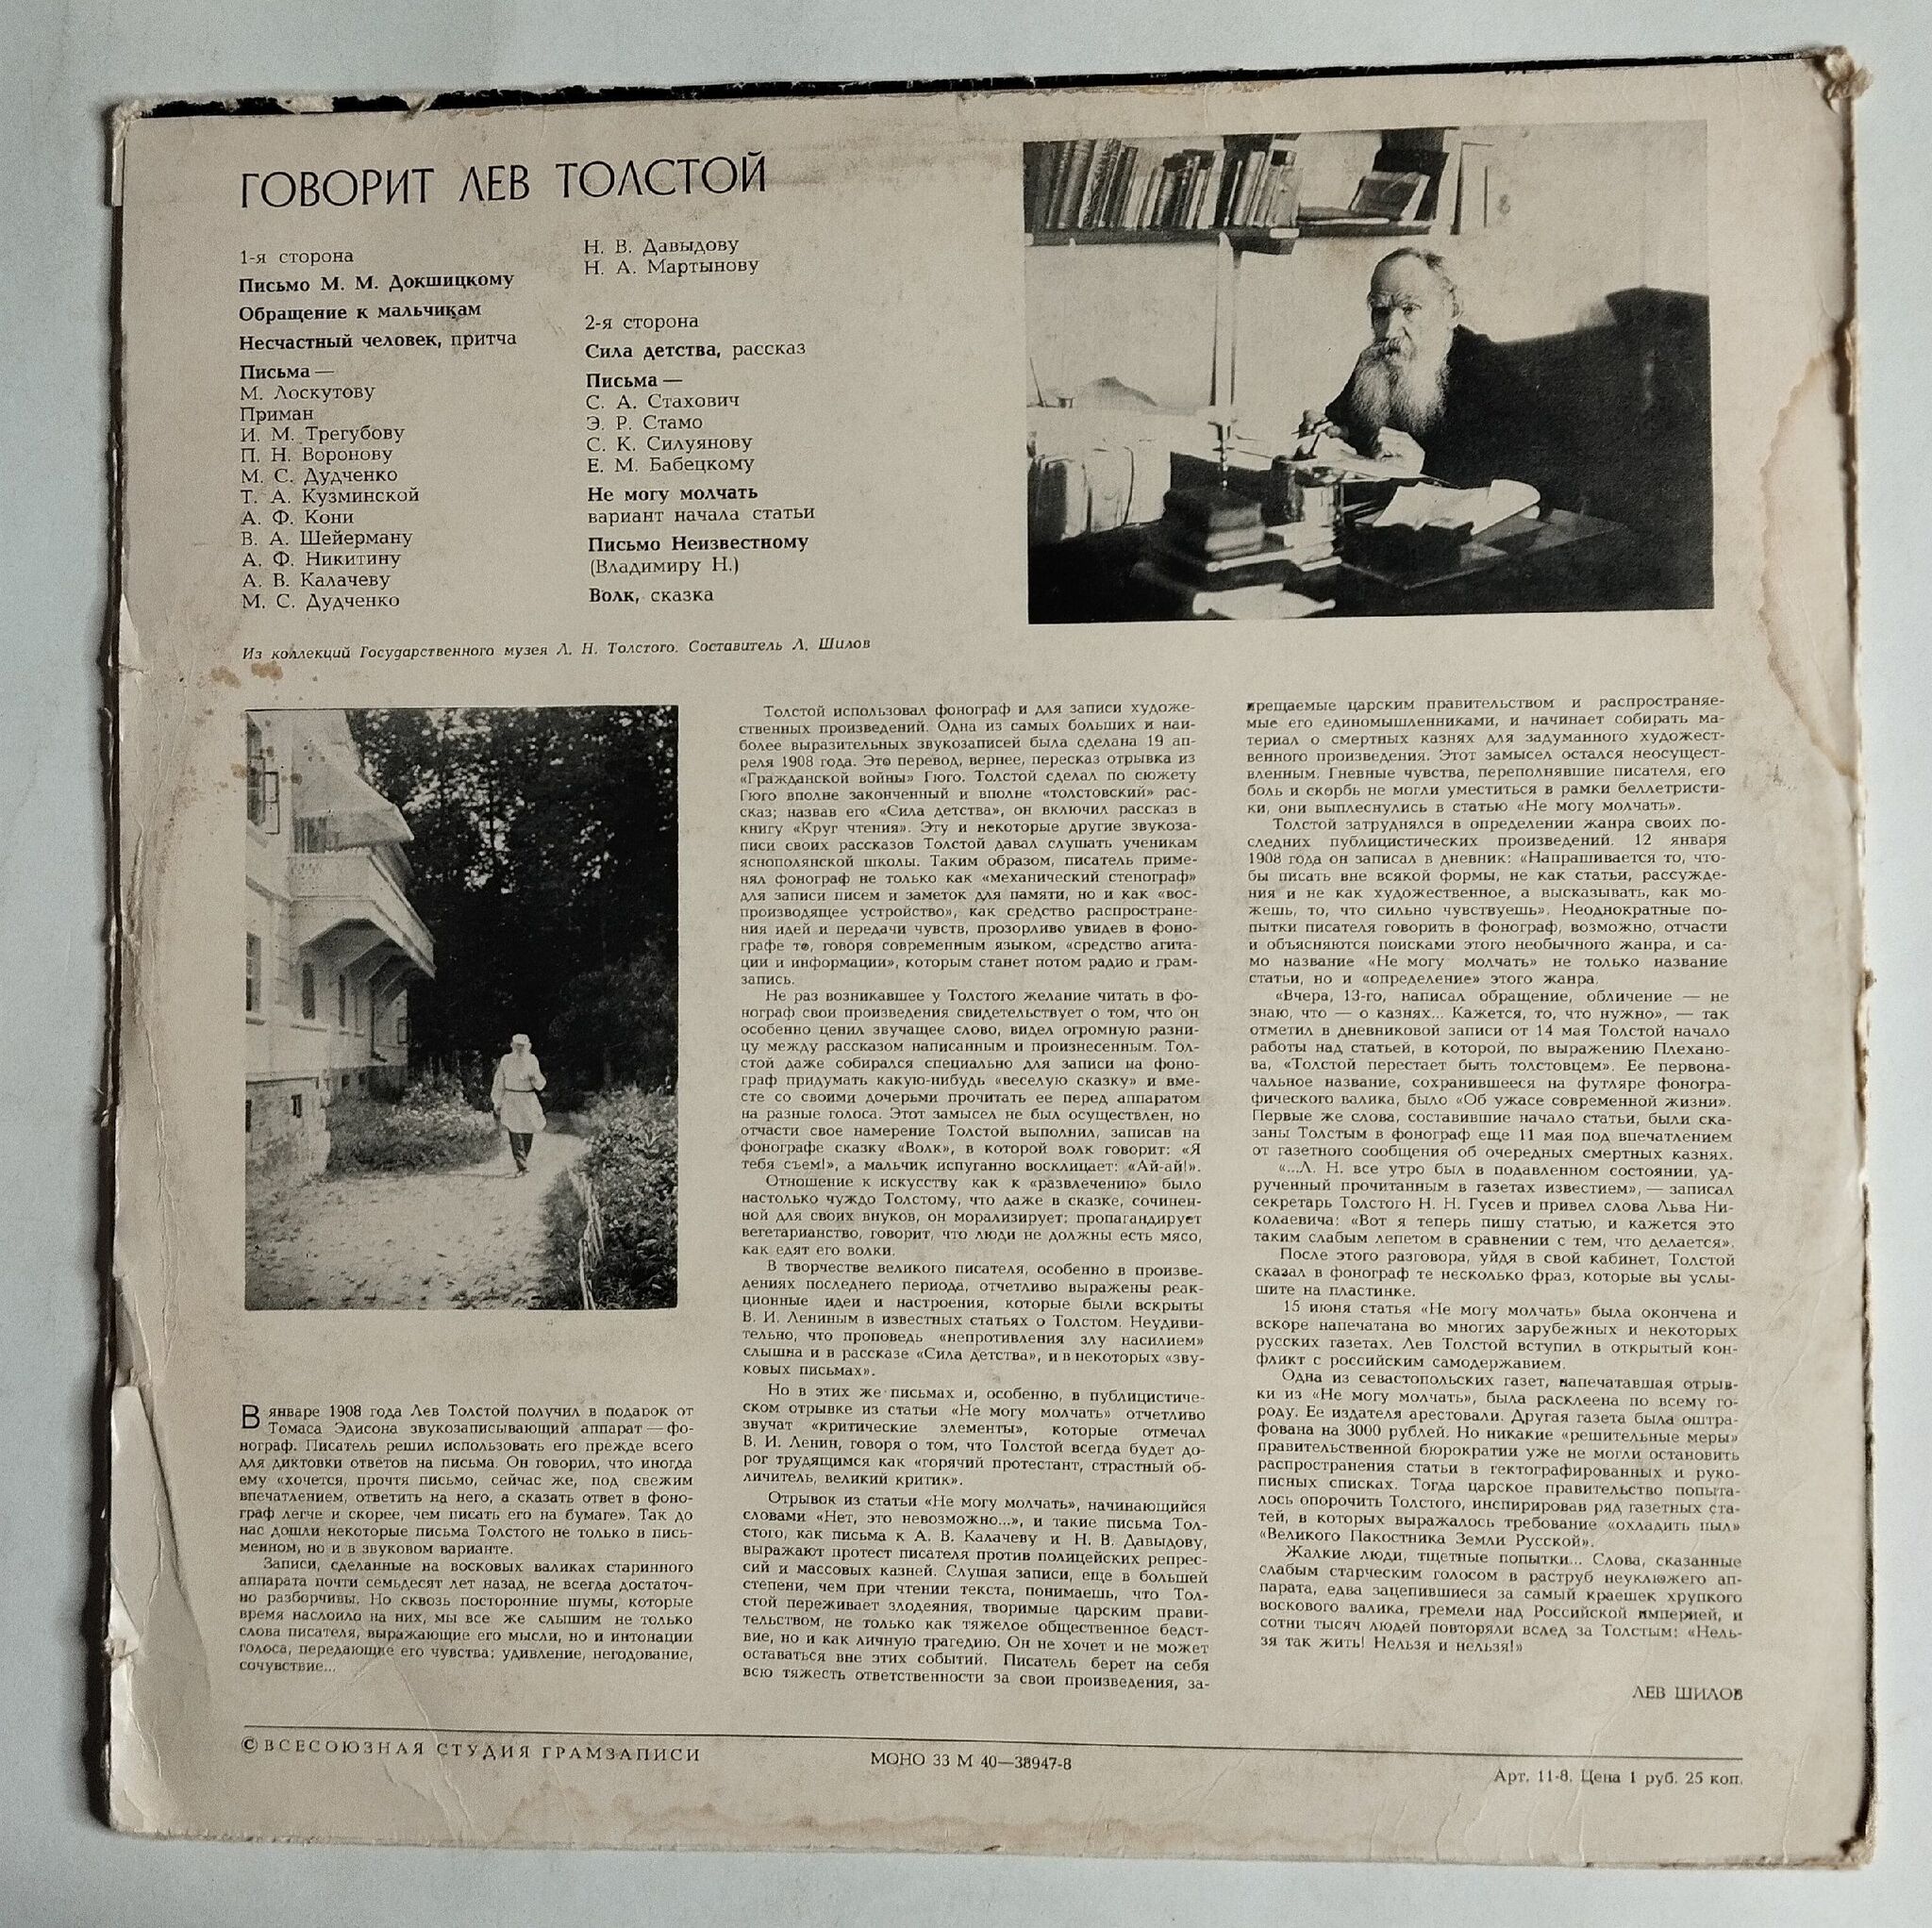 ГОВОРИТ ЛЕВ ТОЛСТОЙ
1-я сторона
Письмо М. М. Докшицкому
Обращение к мальчикам
Несчастный человек, притча
Письма —
М. Лоскутову
Приман
И. М. Трегубову
П. Н. Воронову
М. С. Дудченко
Т. А. Кузминской
А. Ф. Кони
В. А. Шейерману
А. Ф. Никитину
А. В. Калачеву
М. С. Дудченко
Н. В. Давыдову
Н. А. Мартынову
2-я сторона
Сила детства, рассказ
Письма —
С. А. Стахович
Э. Р. Стамо
С. К. Силуянову
Е. М. Бабецкому
Не могу молчать
вариант начала статьи
Письмо Неизвестному
(Владимиру Н.)
Волк, сказка
Из коллекций Государственного музея Л. Н. Толстого. Составитель Л. Шилов
В январе 1908 года Лев Толстой получил в подарок от
Томаса Эдисона звукозаписывающий аппарат — фо-
нограф. Писатель решил использовать его прежде всего
для диктовки ответов на письма. Он говорил, что иногда
ему «хочется, прочтя письмо, сейчас же, под свежим
впечатлением, ответить на него, а сказать ответ в фоно-
граф легче и скорее, чем писать его на бумаге». Так до
нас дошли некоторые письма Толстого не только в пись-
менном, но и в звуковом варианте.
Записи, сделанные на восковых валиках старинного
аппарата почти семьдесят лет назад, не всегда достаточ-
но разборчивы. Но сквозь посторонние шумы, которые
время наслоило на них, мы все же слышим не только
слова писателя, выражающие его мысли, но и интонации
голоса, передающие его чувства: удивление, негодование,
сочувствие...
Толстой использовал фонограф и для записи художе-
ственных произведений. Одна из самых больших и наи-
более выразительных звукозаписей была сделана 19 ап-
реля 1908 года. Это перевод, вернее, пересказ отрывка из
«Гражданской войны» Гюго. Толстой сделал по сюжету
Гюго вполне законченный и вполне «толстовский» рас-
сказ; назвав его «Сила детства», он включил рассказ в
книгу «Круг чтения». Эту и некоторые другие звукоза-
писи своих рассказов Толстой давал слушать ученикам
яснополянской школы. Таким образом, писатель приме-
нял фонограф не только как «механический стенограф»
для записи писем и заметок для памяти, но и как «вос-
производящее устройство», как средство распростране-
ния идей и передачи чувств, прозорливо увидев в фоно-
графе то, говоря современным языком, «средство агита-
ции и информации», которым станет потом радио и грам-
запись.
Не раз возникавшее у Толстого желание читать в фо-
нограф свои произведения свидетельствует о том, что он
особенно ценил звучащее слово, видел огромную разни-
цу между рассказом написанным и произнесенным. Тол-
стой даже собирался специально для записи на фоно-
граф придумать какую-нибудь «веселую сказку» и вме-
сте со своими дочерьми прочитать ее перед аппаратом
на разные голоса. Этот замысел не был осуществлен, но
отчасти свое намерение Толстой выполнил, записав на
фонографе сказку «Волк», в которой волк говорит: «Я
тебя съем!», а мальчик испуганно восклицает: «Ай-ай!».
Отношение к искусству как к «развлечению» было
настолько чуждо Толстому, что даже в сказке, сочинен-
ной для своих внуков, он морализирует: пропагандирует
вегетарианство, говорит, что люди не должны есть мясо,
как едят его волки.
В творчестве великого писателя, особенно в произве-
дениях последнего периода, отчетливо выражены реак-
ционные идеи и настроения, которые были вскрыты
В. И. Лениным в известных статьях о Толстом. Неудиви-
тельно, что проповедь «непротивления злу насилием»
слышна и в рассказе «Сила детства», и в некоторых «зву-
ковых письмах».
Но в этих же письмах и, особенно, в публицистиче-
ском отрывке из статьи «Не могу молчать» отчетливо
звучат «критические элементы», которые отмечал
В. И. Ленин, говоря о том, что Толстой всегда будет до-
рог трудящимся как «горячий протестант, страстный об-
личитель, великий критик».
Отрывок из статьи «Не могу молчать», начинающийся
словами «Нет, это невозможно...», и такие письма Тол-
стого, как письма к А. В. Калачеву и Н. В. Давыдову,
выражают протест писателя против полицейских репрес-
сий и массовых казней. Слушая записи, еще в большей
степени, чем при чтении текста, понимаешь, что Тол-
стой переживает злодеяния, творимые царским прави-
тельством, не только как тяжелое общественное бедст-
вие, но и как личную трагедию. Он не хочет и не может
оставаться вне этих событий. Писатель берет на себя
всю тяжесть ответственности за свои произведения, за-
прещаемые царским правительством и распространяе-
мые его единомышленниками, и начинает собирать ма-
териал о смертных казнях для задуманного художест-
венного произведения. Этот замысел остался неосущест-
вленным. Гневные чувства, переполнявшие писателя, его
боль и скорбь не могли уместиться в рамки беллетристи-
ки, они выплеснулись в статью «Не могу молчать».
Толстой затруднялся в определении жанра своих по-
следних публицистических произведений. 12 января
1908 года он записал в дневник: «Напрашивается то, что-
бы писать вне всякой формы, не как статьи, рассужде-
ния и не как художественное, а высказывать, как мо-
жешь, то, что сильно чувствуешь». Неоднократные по-
пытки писателя говорить в фонограф, возможно, отчасти
и объясняются поисками этого необычного жанра, и са-
мо название «Не могу молчать» не только название
статьи, но и «определение» этого жанра.
«Вчера, 13-го, написал обращение, обличение — не
знаю, что — о казнях... Кажется, то, что нужно», — так
отметил в дневниковой записи от 14 мая Толстой начало
работы над статьей, в которой, по выражению Плехано-
ва, «Толстой перестает быть толстовцем». Ее первона-
чальное название, сохранившееся на футляре фоногра-
фического валика, было «Об ужасе современной жизни».
Первые же слова, составившие начало статьи, были ска-
заны Толстым в фонограф еще 11 мая под впечатлением
от газетного сообщения об очередных смертных казнях.
«...Л. Н. все утро был в подавленном состоянии, уд-
рученный прочитанным в газетах известием», — записал
секретарь Толстого Н. Н. Гусев и привел слова Льва Ни-
колаевича: «Вот я теперь пишу статью, и кажется это
таким слабым лепетом в сравнении с тем, что делается».
После этого разговора, уйдя в свой кабинет, Толстой
сказал в фонограф те несколько фраз, которые вы услы-
шите на пластинке.
15 июня статья «Не могу молчать» была окончена и
вскоре напечатана во многих зарубежных и некоторых
русских газетах. Лев Толстой вступил в открытый кон-
фликт с российским самодержавием.
Одна из севастопольских газет, напечатавшая отрыв-
ки из «Не могу молчать», была расклеена по всему го-
роду. Ее издателя арестовали. Другая газета была оштра-
фована на 3000 рублей. Но никакие «решительные меры»
правительственной бюрократии уже не могли остановить
распространения статьи в гектографированных и руко-
писных списках. Тогда царское правительство попыта-
лось опорочить Толстого, инспирировав ряд газетных ста-
тей, в которых выражалось требование «охладить пыл»
«Великого Пакостника Земли Русской».
Жалкие люди, тщетные попытки... Слова, сказанные
слабым старческим голосом в раструб неуклюжего ап-
парата, едва зацепившиеся за самый краешек хрупкого
воскового валика, гремели над Российской империей, и
сотни тысяч людей повторяли вслед за Толстым: «Нель-
зя так жить! Нельзя и нельзя!»
ЛЕВ ШИЛОВ
© ВСЕСОЮЗНАЯ СТУДИЯ ГРАМЗАПИСИ
МОНО 33 М 40—38947-8
Арт. 11-8. Цена 1 руб. 25 коп.